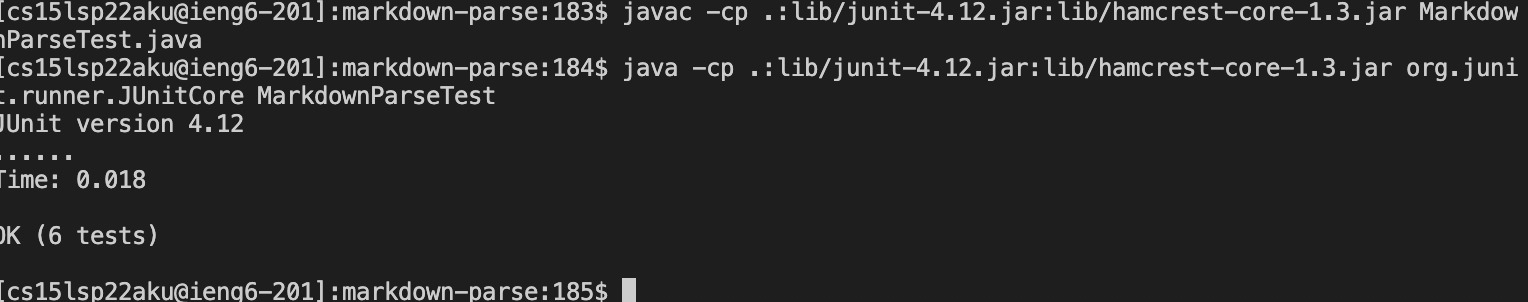 [cs15lsp22aku@ieng6-201]:markdown-parse:183$ javac -cp .:lib/junit-4.12.jar:lib/hamcrest-core-1.3.jar Markdow
nParseTest.java
[cs15lsp22aku@ieng6-201]:markdown-parse:184$ java -cp .:lib/junit-4.12.jar:lib/hamcrest-core-1.3.jar org.juni
t.runner.JUnitCore MarkdownParseTest
JUnit version 4.12
......
Time: 0.018
OK (6 tests)
[cs15lsp22aku@ieng6-201]:markdown-parse:185$